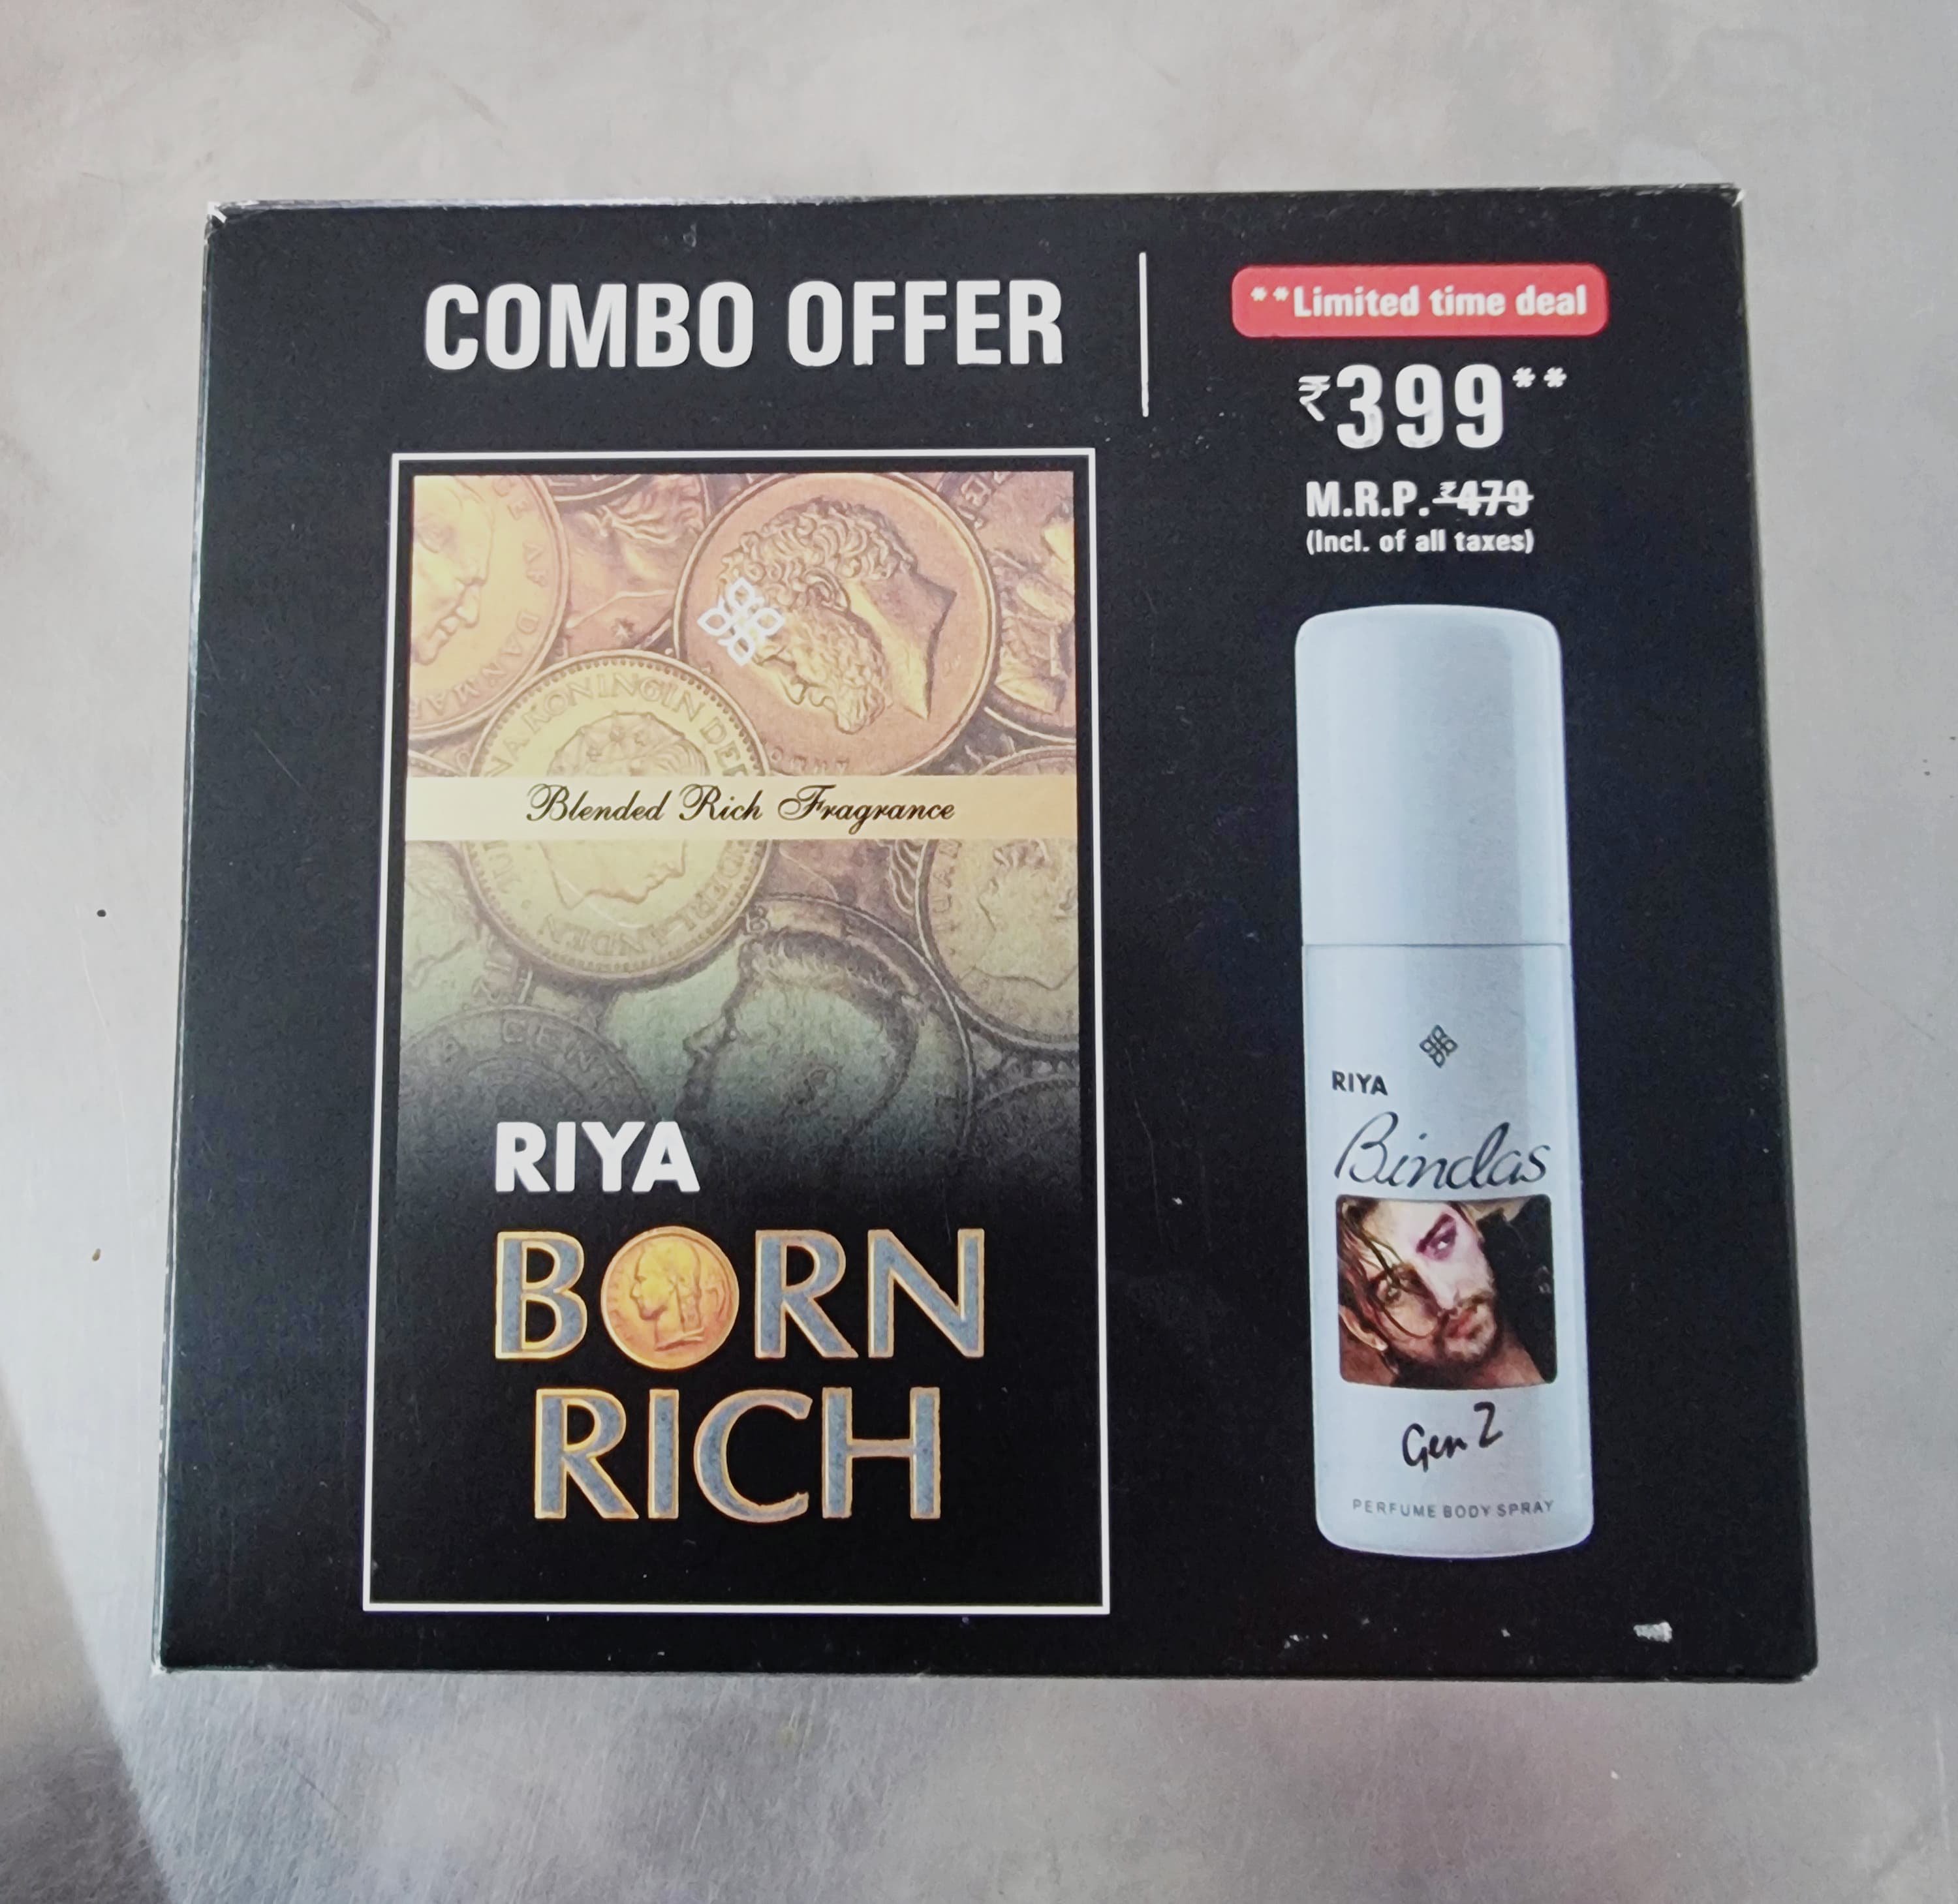 COMBO OFFER
**Limited time deal
₹399**
M.R.P. ₹479
(Incl. of all taxes)
Blended Rich Fragrance
RIYA
BORN
RICH
RIYA
Bindas
Gen Z
PERFUME BODY SPRAY